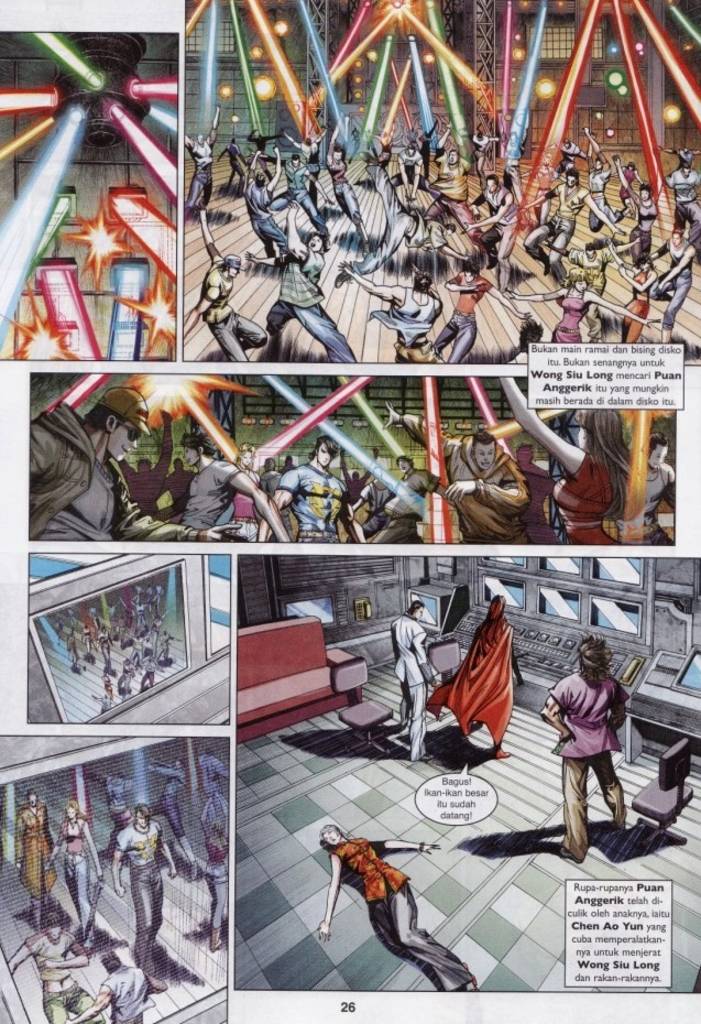 Bukan main ramai dan bising disko
itu. Bukan senangnya untuk
Wong Siu Long mencari Puan
Anggerik itu yang mungkin
masih berada di dalam disko itu.
Bagus!
Ikan-ikan besar
itu sudah
datang!
Rupa-rupanya Puan
Anggerik telah di-
culik oleh anaknya, iaitu
Chen Ao Yun yang
cuba memperalatkan-
nya untuk menjerat
Wong Siu Long
dan rakan-rakannya.
26